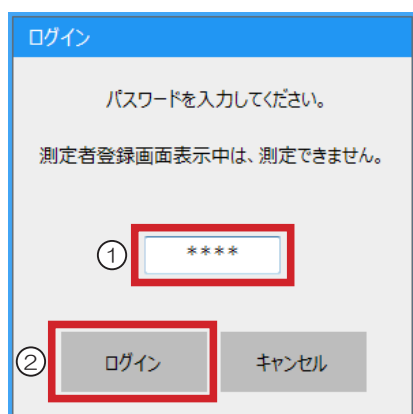 ログイン
パスワードを入力してください。
測定者登録画面表示中は、測定できません。
① ****
② ログイン キャンセル